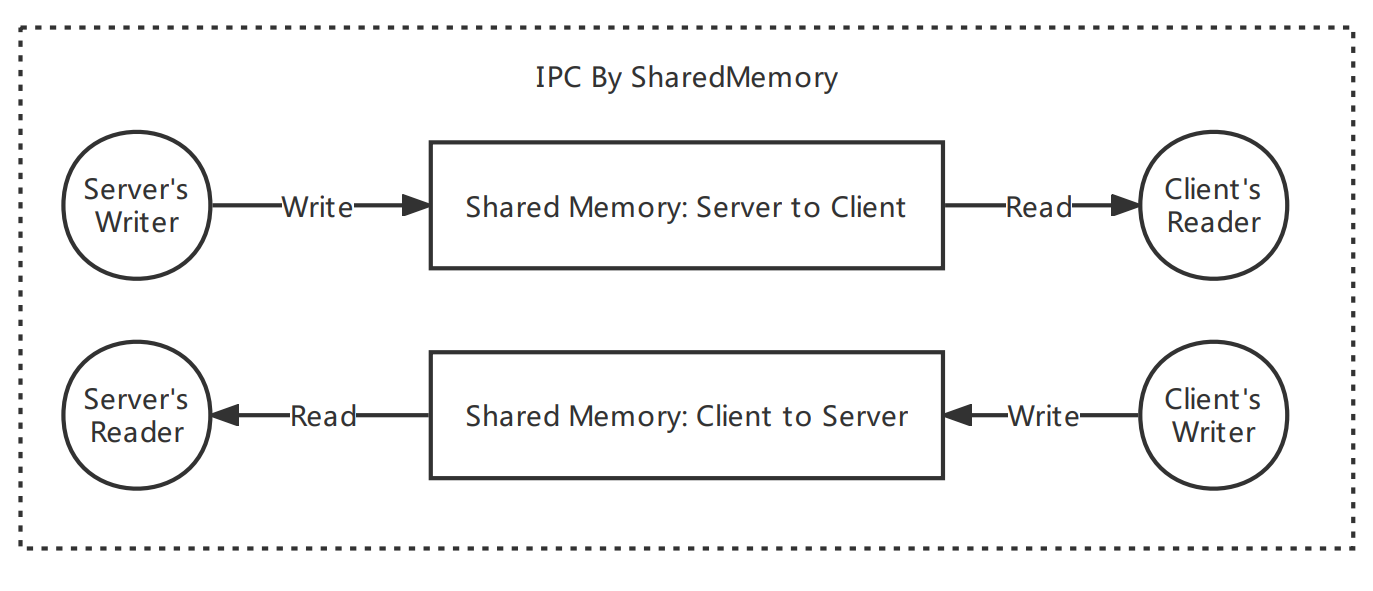 IPC By SharedMemory
Server's
Writer
Write
Shared Memory: Server to Client
Read
Client's
Reader
Server's
Reader
Read
Shared Memory: Client to Server
Write
Client's
Writer